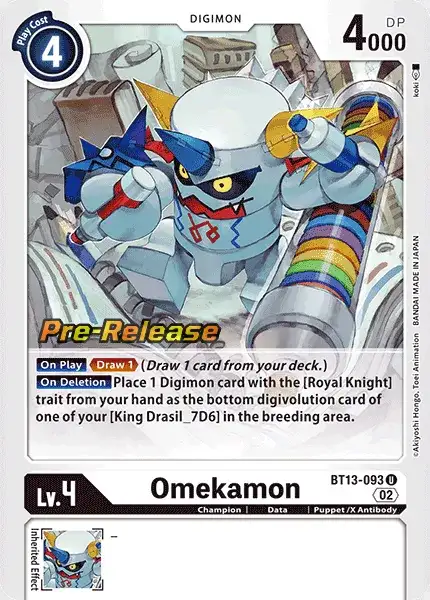 Play Cost
4
DIGIMON
4000
DP
koki
Pre-Release
On Play Draw 1 (Draw 1 card from your deck.)
On Deletion Place 1 Digimon card with the [Royal Knight]
trait from your hand as the bottom digivolution card of
one of your [King Drasil_7D6] in the breeding area.
©Akiyoshi Hongo, Toei Animation BANDAI MADE IN JAPAN
Lv.4
Omekamon
BT13-093 U
02
Champion | Data | Puppet /X Antibody
Inherited Effect
–